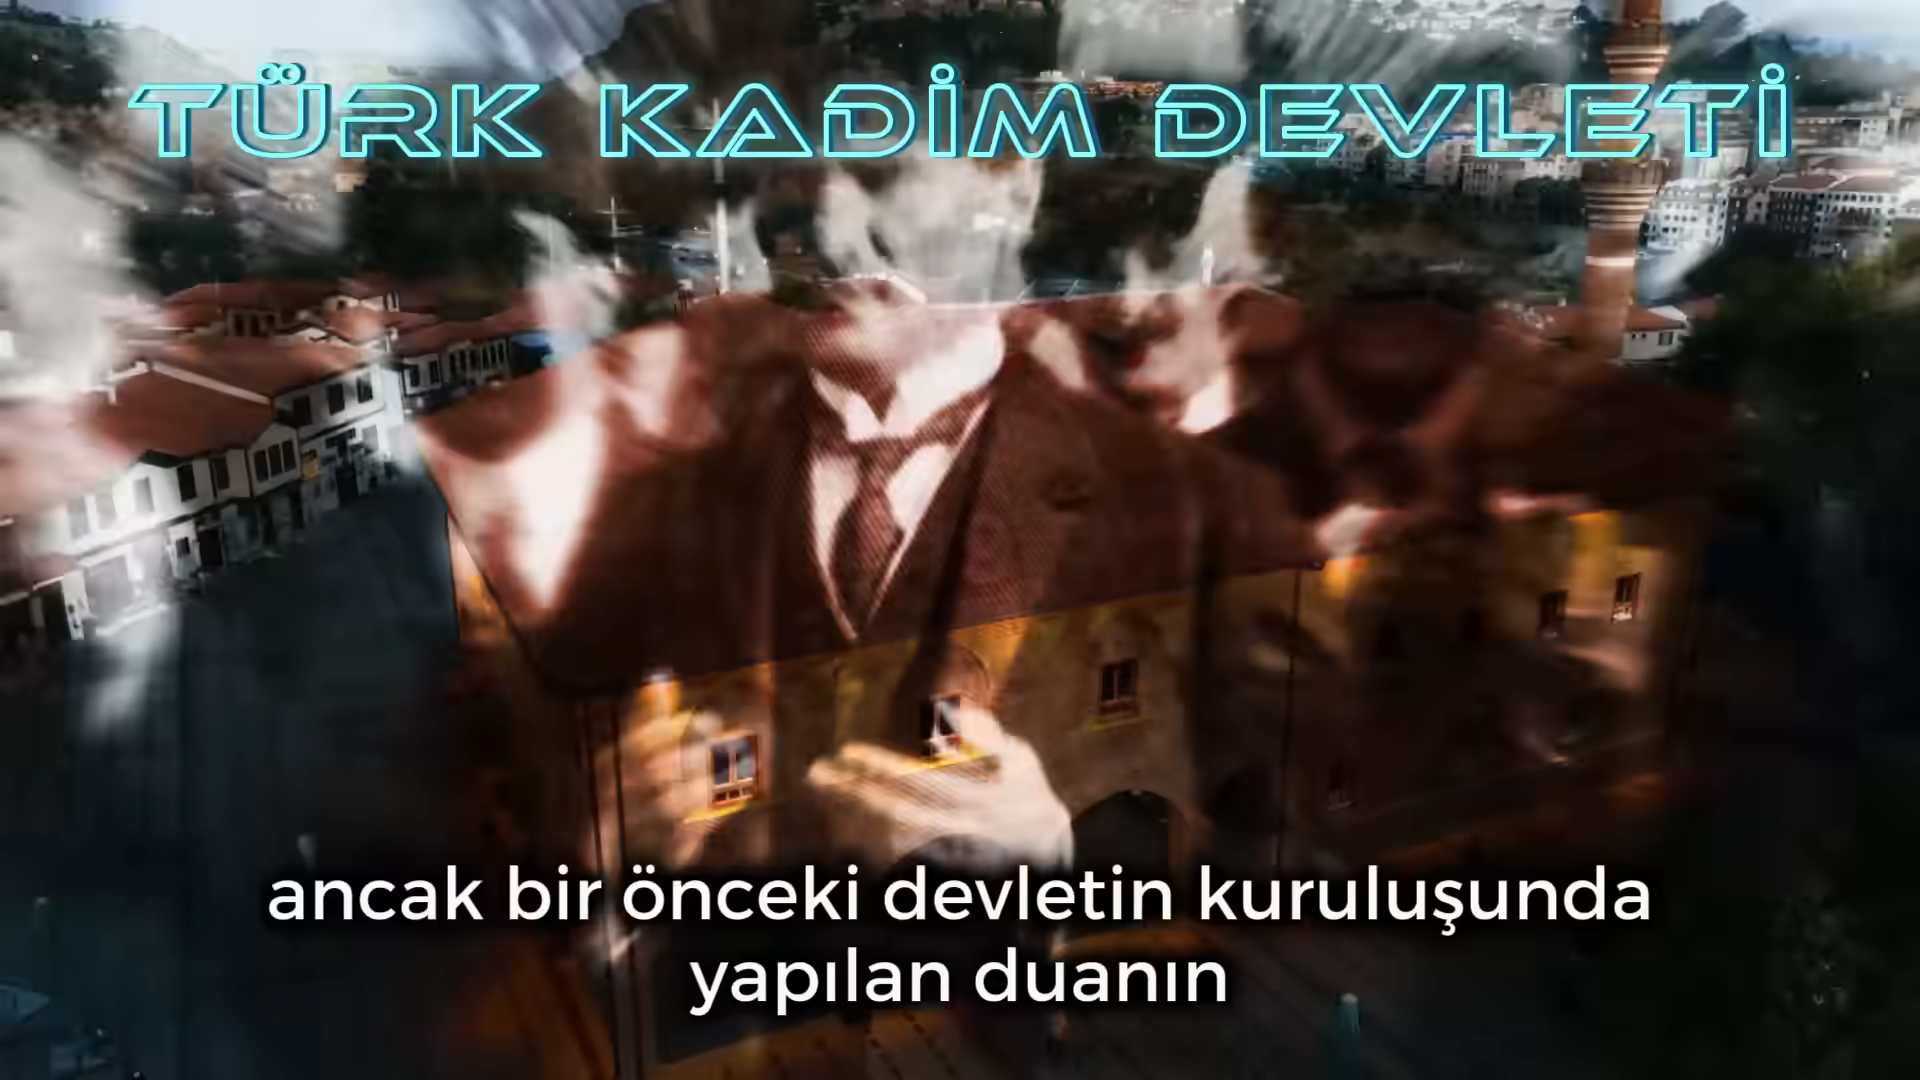 TÜRK KADİM DEVLETİ
ancak bir önceki devletin kuruluşunda
yapılan duanın